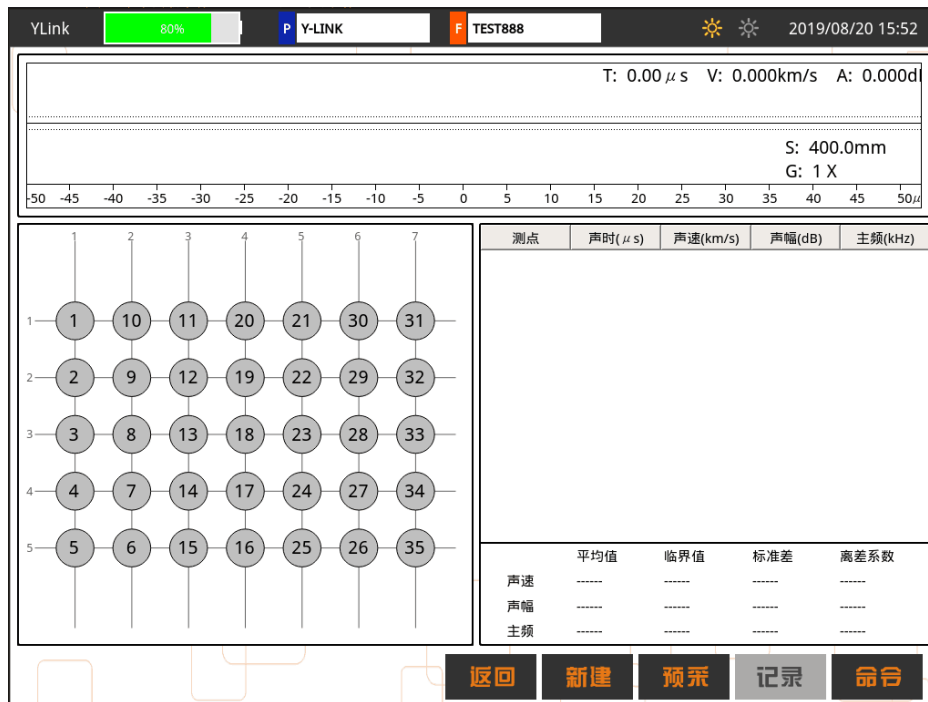 YLink 80% P Y-LINK F TEST888 2019/08/20 15:52
T: 0.00 μ s V: 0.000km/s A: 0.000dl
S: 400.0mm
G: 1 X
-50 -45 -40 -35 -30 -25 -20 -15 -10 -5 0 5 10 15 20 25 30 35 40 45 50μ
1 2 3 4 5 6 7
1 1 10 11 20 21 30 31
2 2 9 12 19 22 29 32
3 3 8 13 18 23 28 33
4 4 7 14 17 24 27 34
5 5 6 15 16 25 26 35
测点 声时( μ s) 声速(km/s) 声幅(dB) 主频(kHz)
平均值 临界值 标准差 离差系数
声速 ------ ------ ------ ------
声幅 ------ ------ ------ ------
主频 ------ ------ ------ ------
返回 新建 预采 记录 命令